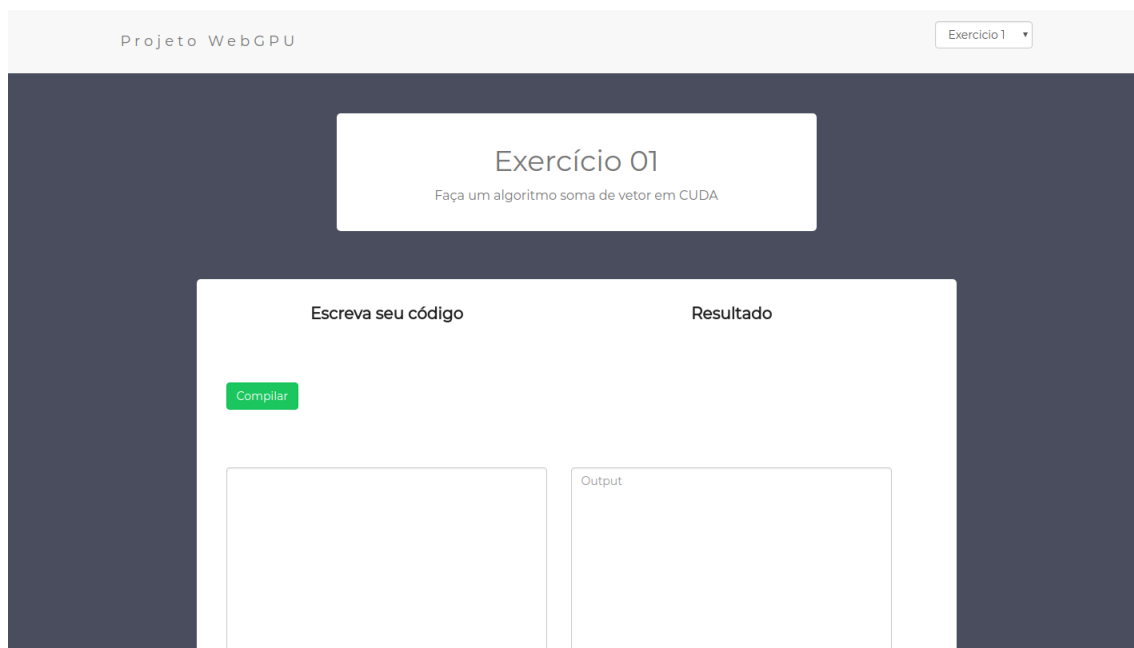 Projeto WebGPU
Exercicio 1
Exercício 01
Faça um algoritmo soma de vetor em CUDA
Escreva seu código
Resultado
Compilar
Output